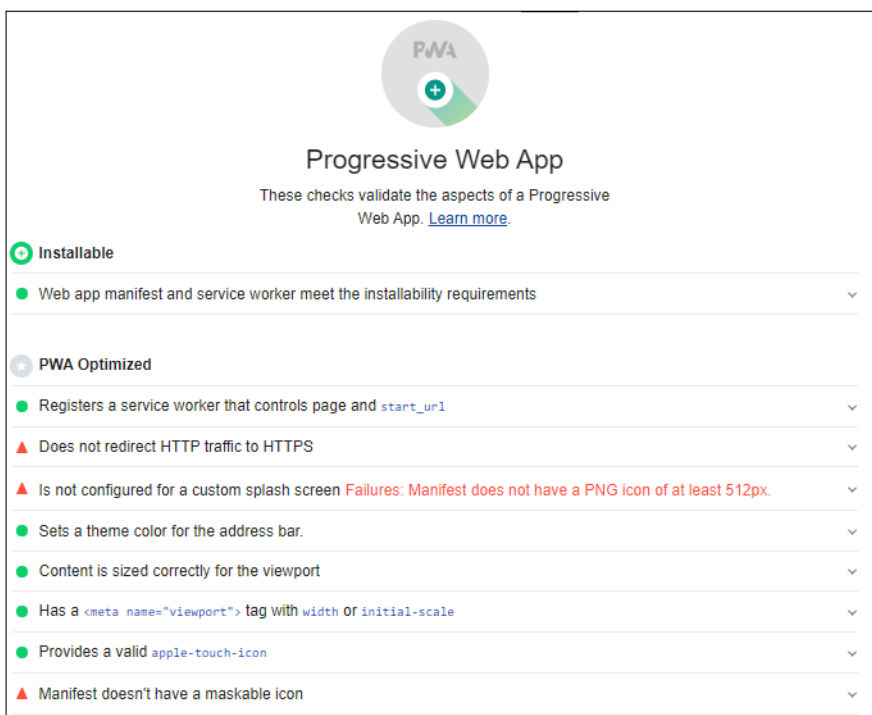 PWA
Progressive Web App
These checks validate the aspects of a Progressive
Web App. Learn more.
Installable
Web app manifest and service worker meet the installability requirements
PWA Optimized
Registers a service worker that controls page and start_url
Does not redirect HTTP traffic to HTTPS
Is not configured for a custom splash screen Failures: Manifest does not have a PNG icon of at least 512px.
Sets a theme color for the address bar.
Content is sized correctly for the viewport
Has a <meta name="viewport"> tag with width or initial-scale
Provides a valid apple-touch-icon
Manifest doesn't have a maskable icon